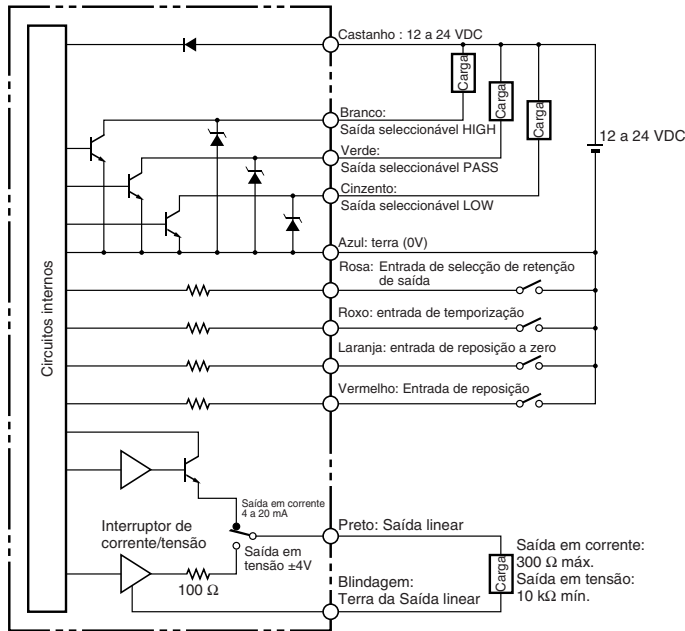 Castanho : 12 a 24 VDC
Carga
Carga
Carga
Branco:
Saída seleccionável HIGH
12 a 24 VDC
Verde:
Saída seleccionável PASS
Cinzento:
Saída seleccionável LOW
Azul: terra (0V)
Rosa: Entrada de selecção de retenção
de saída
Roxo: entrada de temporização
Laranja: entrada de reposição a zero
Vermelho: Entrada de reposição
Circuitos internos
Saída em corrente
4 a 20 mA
Interruptor de
corrente/tensão
Saída em
tensão ±4V
100 Ω
Preto: Saída linear
Blindagem:
Terra da Saída linear
Carga
Saída em corrente:
300 Ω máx.
Saída em tensão:
10 kΩ mín.